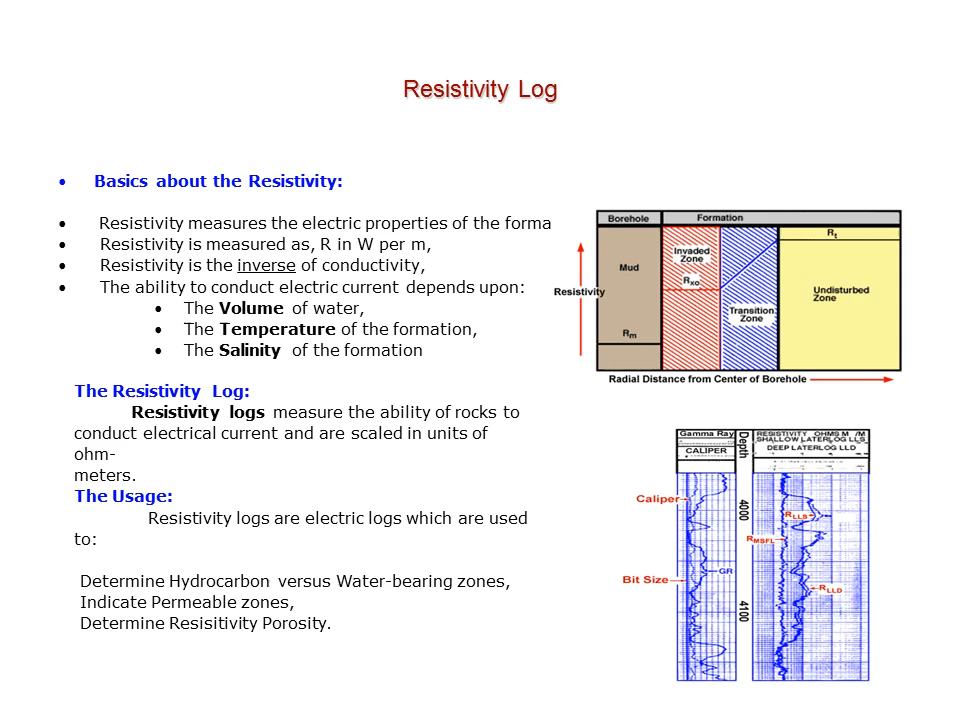 Resistivity Log
• Basics about the Resistivity:
• Resistivity measures the electric properties of the forma
• Resistivity is measured as, R in W per m,
• Resistivity is the inverse of conductivity,
• The ability to conduct electric current depends upon:
• The Volume of water,
• The Temperature of the formation,
• The Salinity of the formation
The Resistivity Log:
Resistivity logs measure the ability of rocks to
conduct electrical current and are scaled in units of
ohm-
meters.
The Usage:
Resistivity logs are electric logs which are used
to:
Determine Hydrocarbon versus Water-bearing zones,
Indicate Permeable zones,
Determine Resisitivity Porosity.
Borehole
Formation
Mud
Rm
Invaded
Zone
Rxo
Transition
Zone
Rt
Undisturbed
Zone
Resistivity
Radial Distance from Center of Borehole
Gamma Ray
CALIPER
Depth
RESISTIVITY OHMS M /M
SHALLOW LATERLOG LLS
DEEP LATERLOG LLD
Caliper
4000
RLLS
RMSFL
GR
Bit Size
RLLD
4100